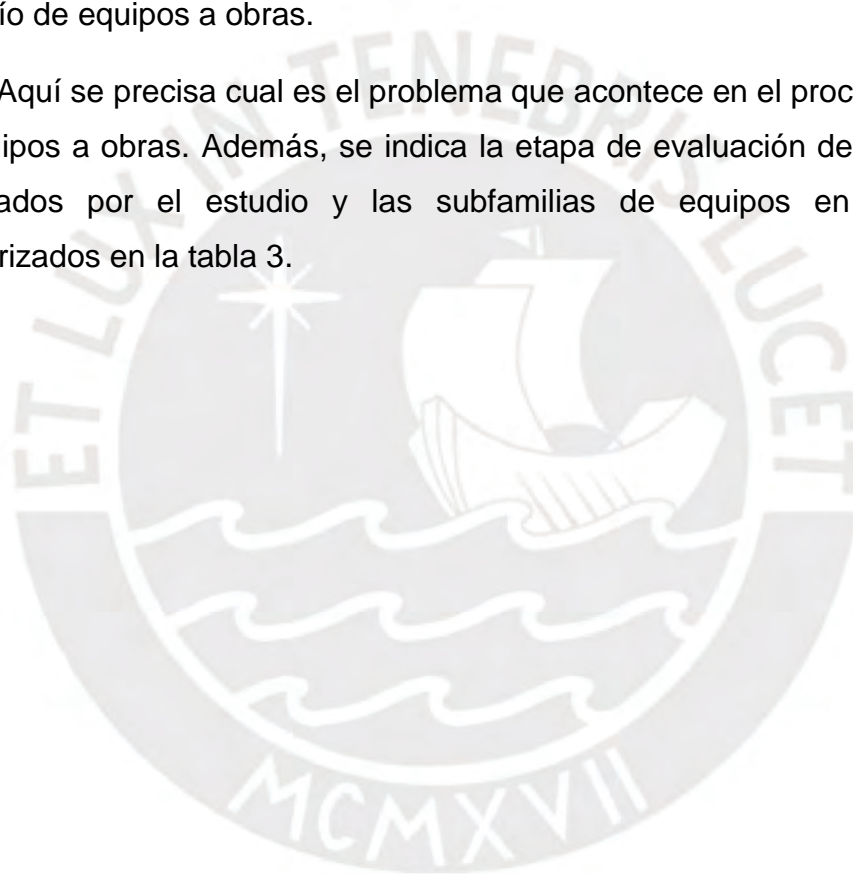 ío de equipos a obras.
Aquí se precisa cual es el problema que acontece en el proc
ipos a obras. Además, se indica la etapa de evaluación de
ados por el estudio y las subfamilias de equipos en
rizados en la tabla 3.
ET LUX IN TENEBRIS LUCET
MCMXVII